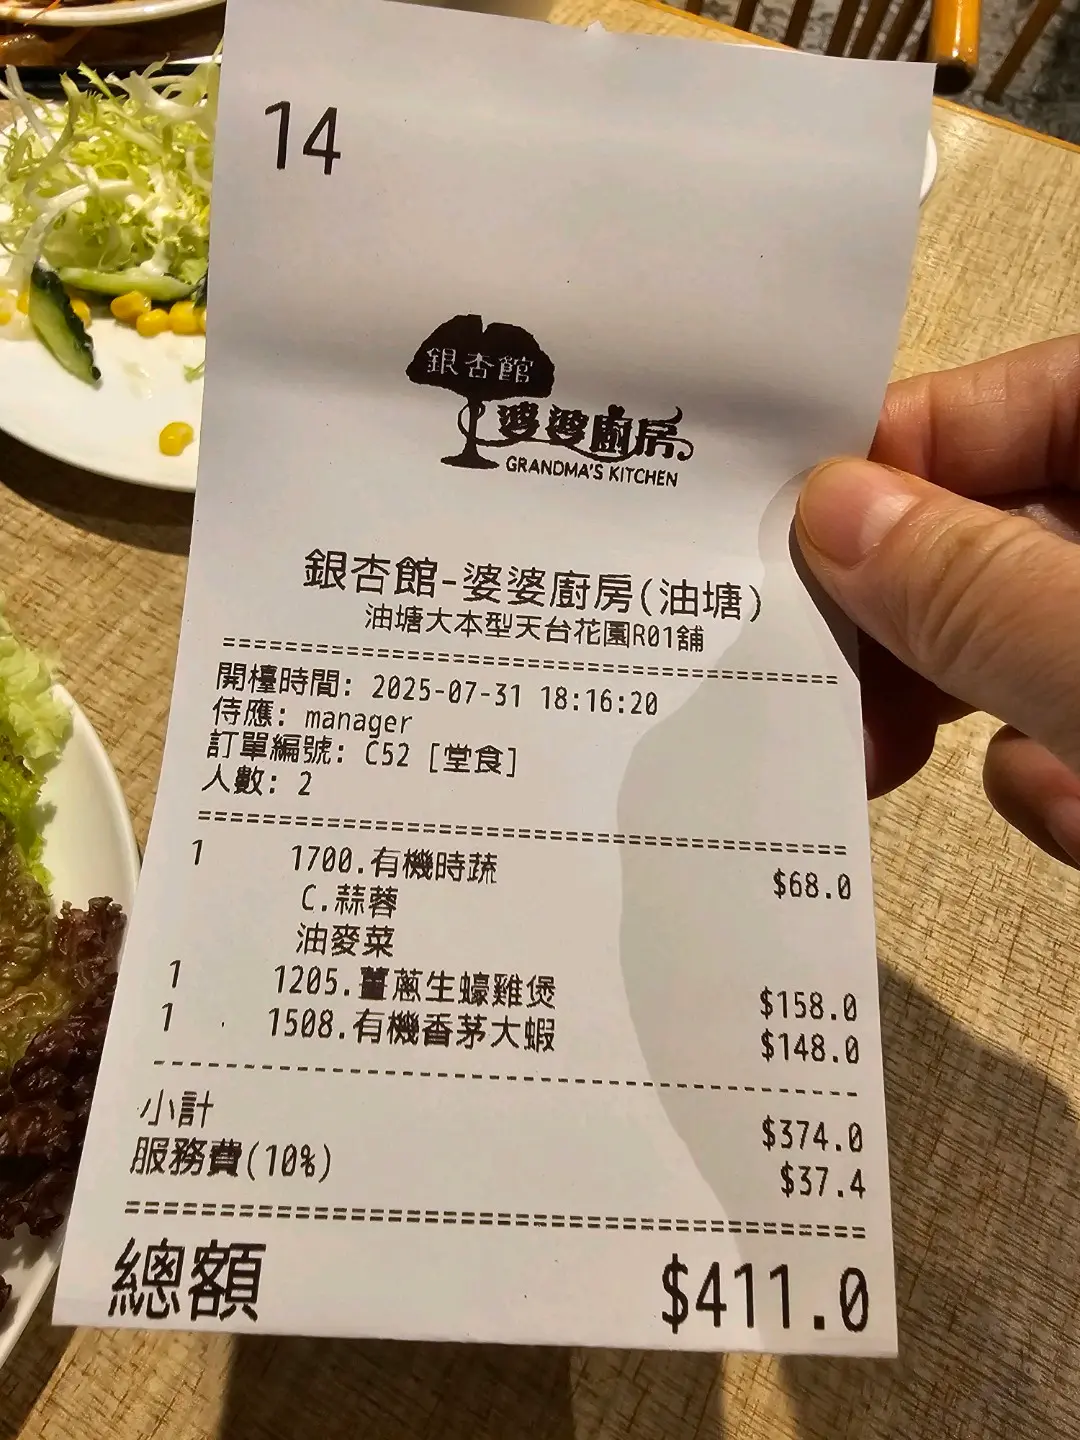 14
銀杏館
婆婆廚房
GRANDMA'S KITCHEN
銀杏館-婆婆廚房(油塘)
油塘大本型天台花園R01舖
開檯時間: 2025-07-31 18:16:20
侍應: manager
訂單編號: C52 [堂食]
人數: 2
1 1700.有機時蔬 $68.0
C.蒜蓉
油麥菜
1 1205.薑蔥生蠔雞煲 $158.0
1 1508.有機香茅大蝦 $148.0
小計 $374.0
服務費(10%) $37.4
總額 $411.0